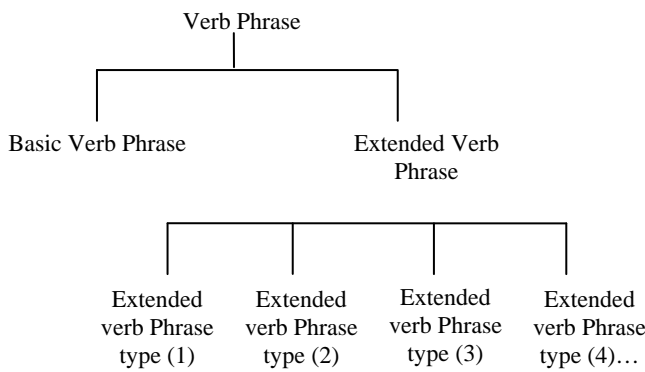 Verb Phrase
Basic Verb Phrase
Extended Verb
Phrase
Extended
verb Phrase
type (1)
Extended
verb Phrase
type (2)
Extended
verb Phrase
type (3)
Extended
verb Phrase
type (4)…